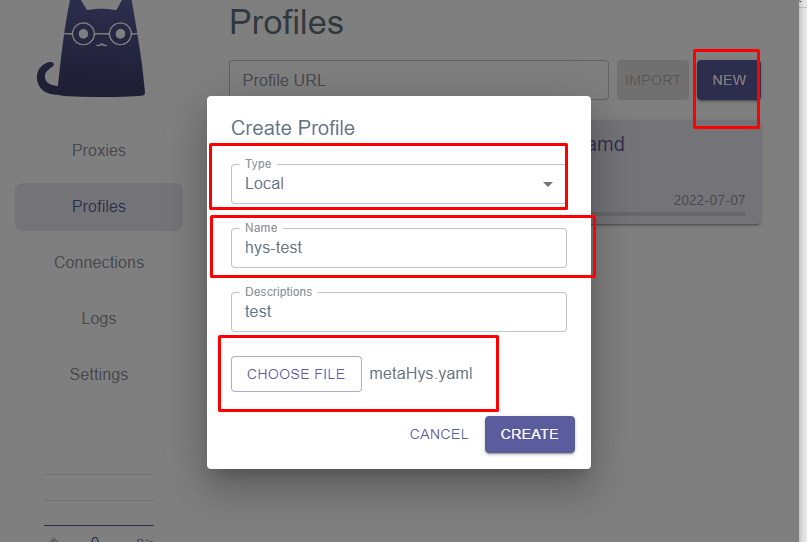 Profiles
Profile URL
IMPORT
NEW
Proxies
Profiles
Connections
Logs
Settings
amd
2022-07-07
Create Profile
Type
Local
Name
hys-test
Descriptions
test
CHOOSE FILE metaHys.yaml
CANCEL
CREATE